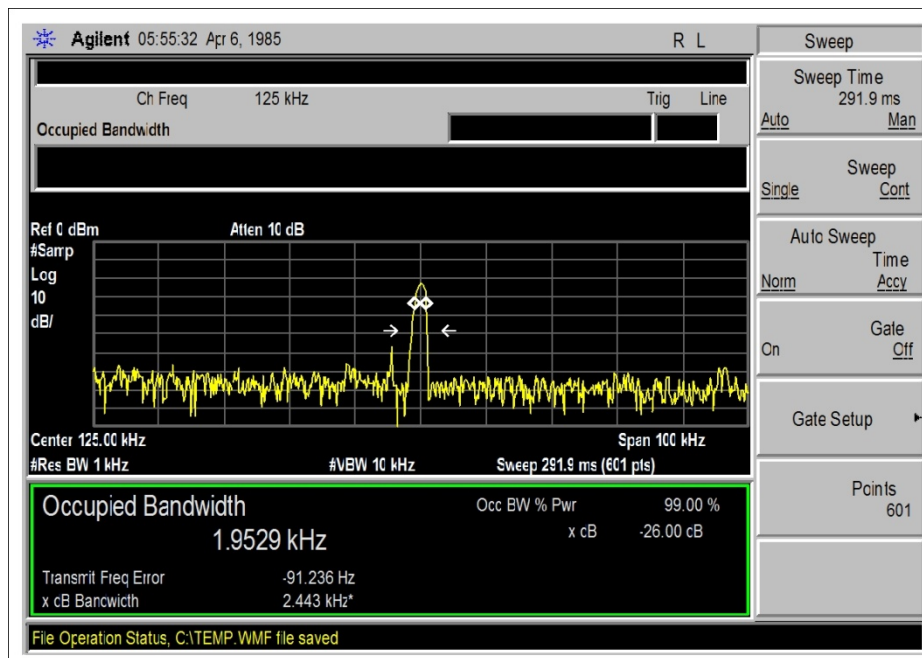 Agilent 05:55:32 Apr 6, 1985 R L
Ch Freq 125 kHz Trig Line
Occupied Bandwidth
Ref 0 dBm Atten 10 dB
#Samp
Log
10
dB/
Center 125.00 kHz Span 100 kHz
#Res BW 1 kHz #VBW 10 kHz Sweep 291.9 ms (601 pts)
Occupied Bandwidth
1.9529 kHz
Occ BW % Pwr 99.00 %
x dB -26.00 dB
Transmit Freq Error -91.236 Hz
x dB Bandwidth 2.443 kHz*
File Operation Status, C:\TEMP.WMF file saved
Sweep
Sweep Time
291.9 ms
Auto Man
Sweep
Single Cont
Auto Sweep
Time
Norm Accy
Gate
On Off
Gate Setup
Points
601